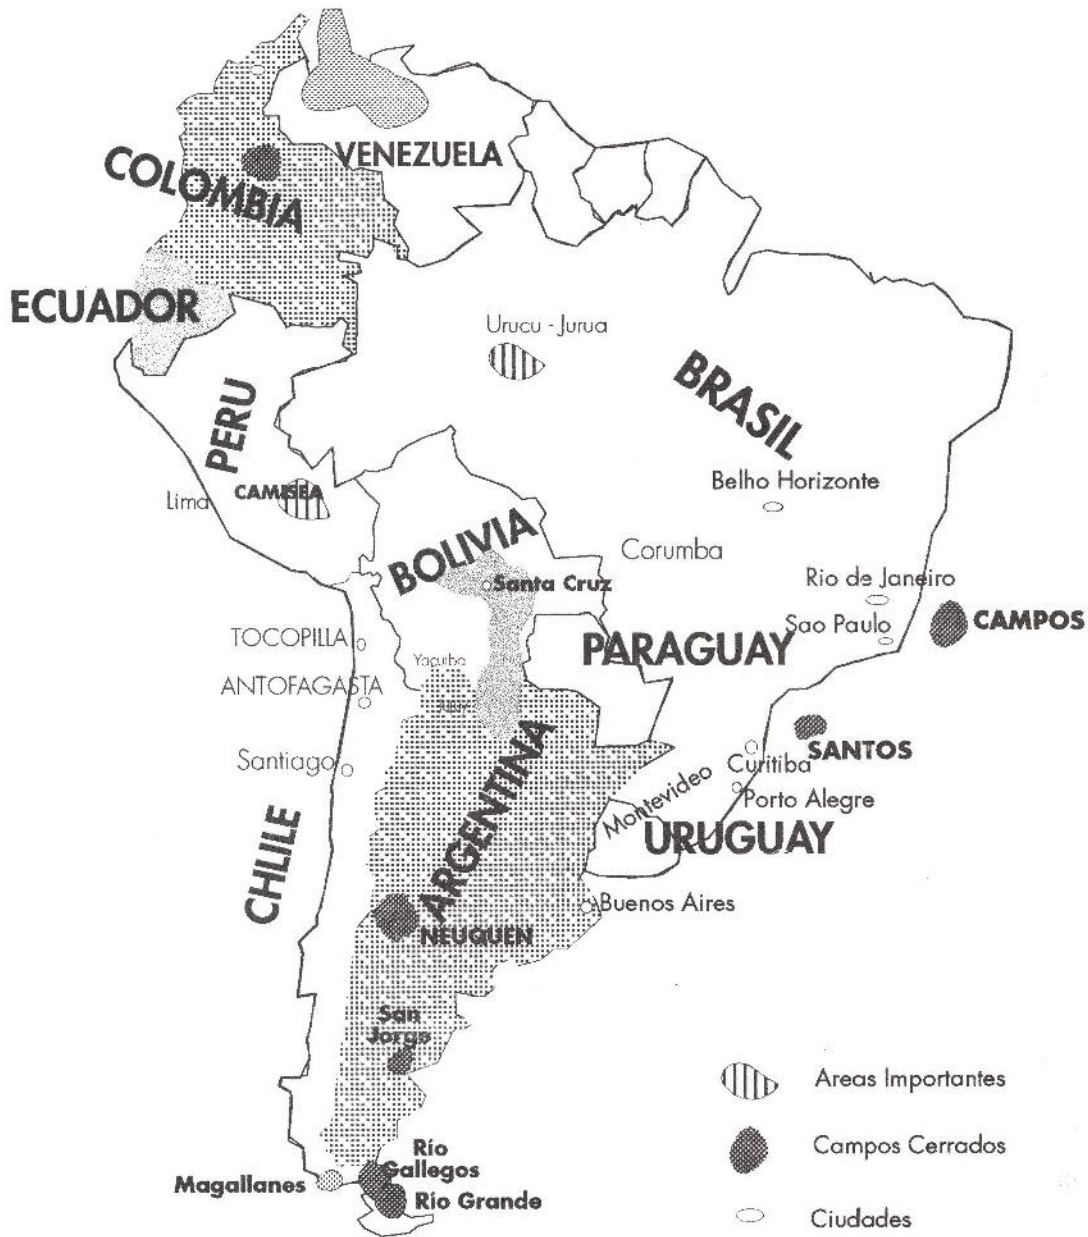 VENEZUELA
COLOMBIA
ECUADOR
Urucu - Jurua
BRASIL
PERU
CAMISEA
Lima
Belho Horizonte
BOLIVIA
Corumba
Santa Cruz
Rio de Janeiro
CAMPOS
Sao Paulo
TOCOPILLA
PARAGUAY
Yacuiba
ANTOFAGASTA
SANTOS
Santiago
Curitiba
ARGENTINA
Montevideo
Porto Alegre
URUGUAY
CHLILE
Buenos Aires
NEUQUEN
San
Jorge
Areas Importantes
Campos Cerrados
Río
Gallegos
Magallanes
Río Grande
Ciudades